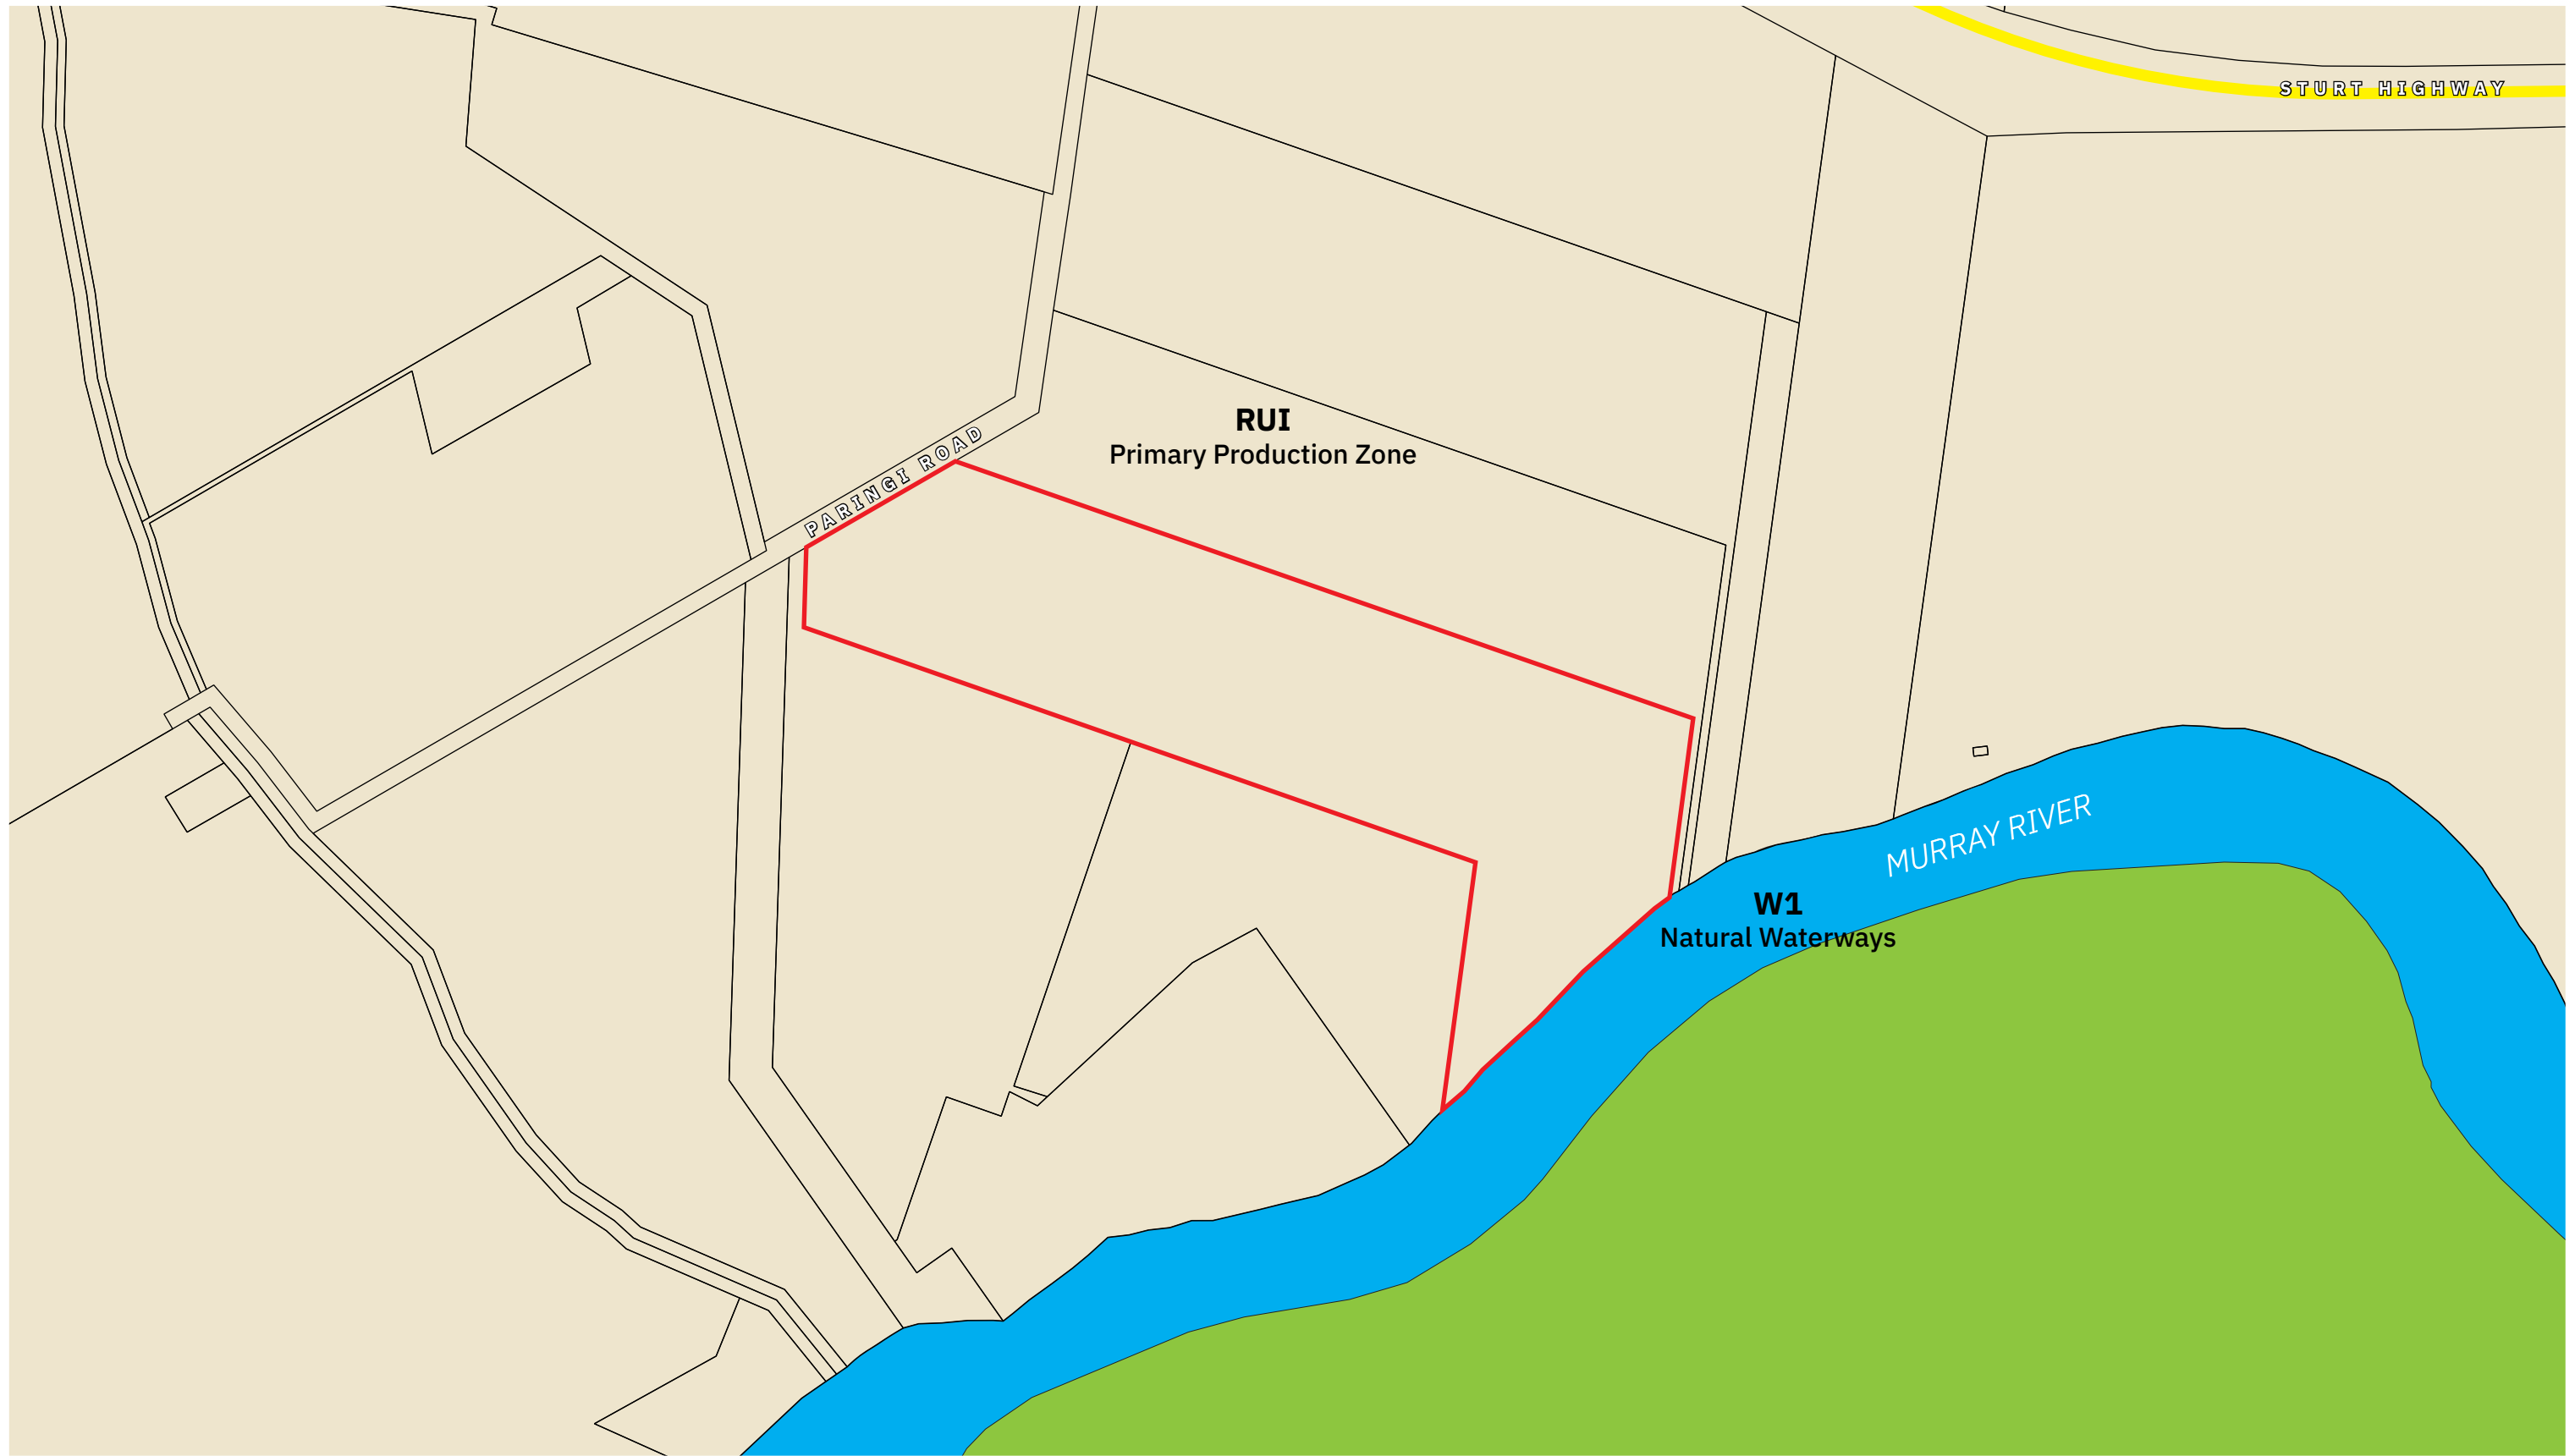 STURT HIGHWAY
RUI
Primary Production Zone
PARINGI ROAD
MURRAY RIVER
W1
Natural Waterways